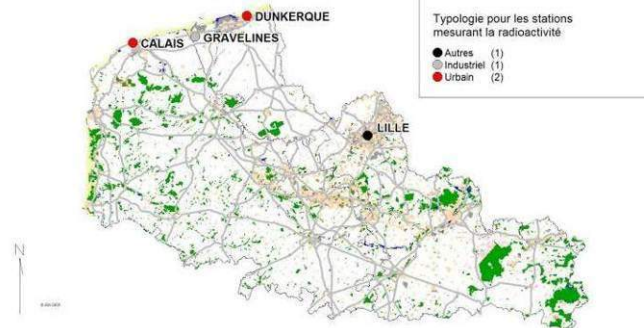 DUNKERQUE
GRAVELINES
CALAIS
LILLE
Typologie pour les stations
mesurant la radioactivité
Autres (1)
Industriel (1)
Urbain (2)
N